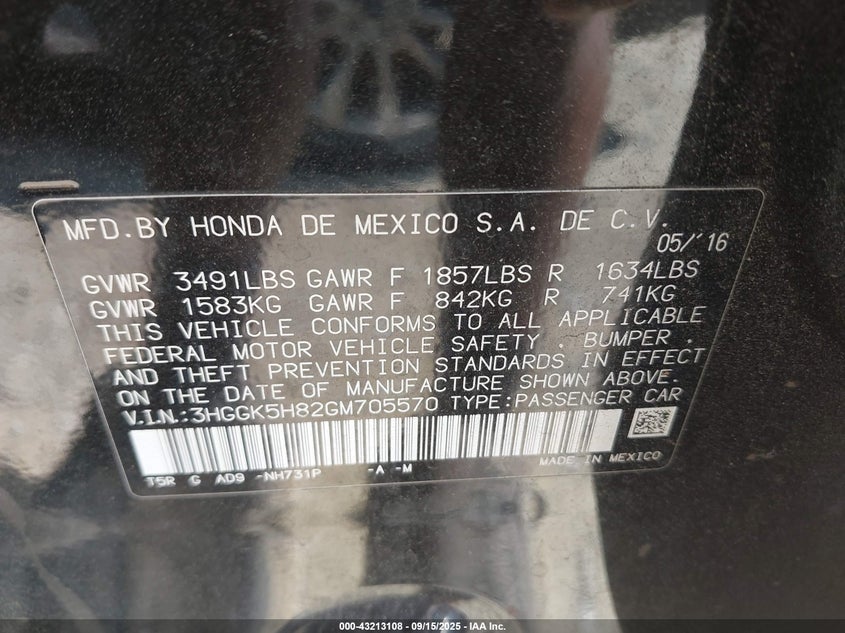 MFD.BY HONDA DE MEXICO S.A. DE C.V.
05/'16
GVWR 3491LBS GAWR F 1857LBS R 1634LBS
GVWR 1583KG GAWR F 842KG R 741KG
THIS VEHICLE CONFORMS TO ALL APPLICABLE
FEDERAL MOTOR VEHICLE SAFETY , BUMPER ,
AND THEFT PREVENTION STANDARDS IN EFFECT
ON THE DATE OF MANUFACTURE SHOWN ABOVE.
V.I.N.:3HGGK5H82GM705570 TYPE:PASSENGER CAR
T5R G AD9 -NH731P -A -M
MADE IN MEXICO
000-43213108 - 09/15/2025 - IAA Inc.